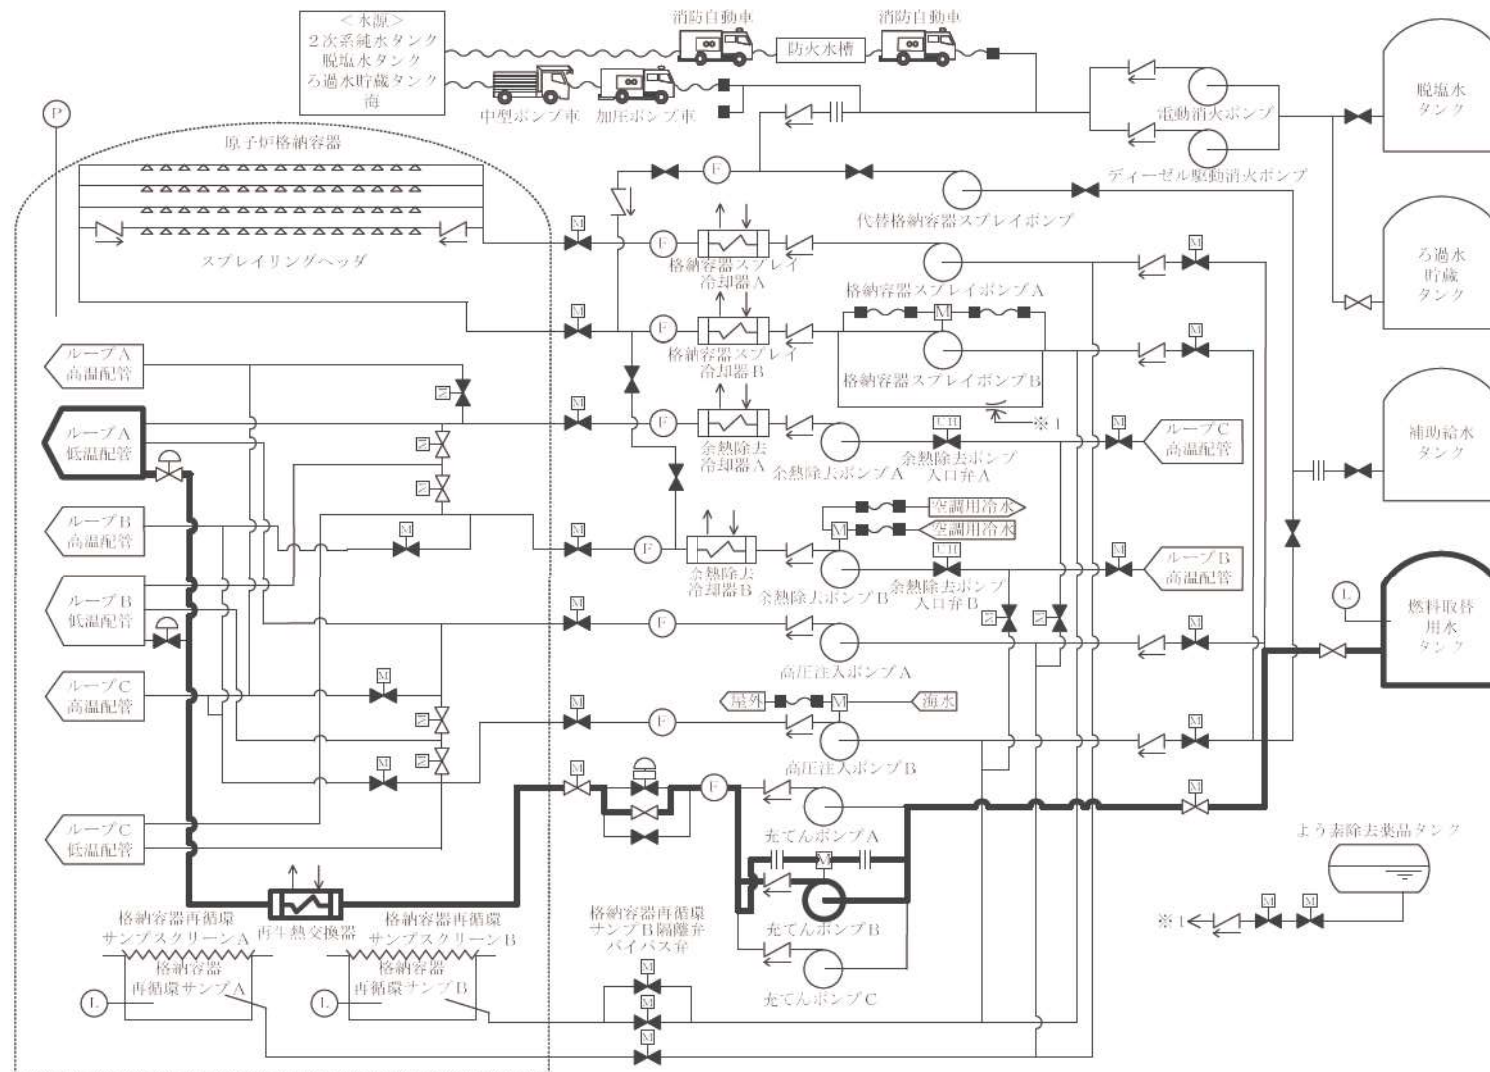 ＜水源＞
2次系純水タンク
脱塩水タンク
ろ過水貯蔵タンク
海
消防自動車
防火水槽
消防自動車
中型ポンプ車
加圧ポンプ車
電動消火ポンプ
ディーゼル駆動消火ポンプ
脱塩水
タンク
P
原子炉格納容器
スプレイリングヘッダ
F
代替格納容器スプレイポンプ
ろ過水
貯蔵
タンク
M
F
格納容器スプレイ
冷却器A
格納容器スプレイポンプA
M
M
F
格納容器スプレイ
冷却器B
M
格納容器スプレイポンプB
M
※1
ループA
高温配管
M
ループA
低温配管
M
M
M
F
余熱除去
冷却器A
余熱除去ポンプA
余熱除去ポンプ
入口弁A
M
ループC
高温配管
補助給水
タンク
ループB
高温配管
M
M
F
余熱除去
冷却器B
M
空調用冷水
空調用冷水
余熱除去ポンプB
余熱除去ポンプ
入口弁B
M
ループB
高温配管
M
M
ループB
低温配管
M
F
高圧注入ポンプA
M
L
燃料取替
用水
タンク
ループC
高温配管
M
M
M
M
M
F
屋外
M
海水
高圧注入ポンプB
M
M
F
充てんポンプA
M
ループC
低温配管
M
充てんポンプB
充てんポンプC
よう素除去薬品タンク
※1
M
M
再生熱交換器
格納容器再循環
サンプスクリーンA
格納容器
再循環サンプA
L
格納容器再循環
サンプスクリーンB
格納容器
再循環サンプB
L
格納容器再循環
サンプB隔離弁
バイパス弁
M
M
M